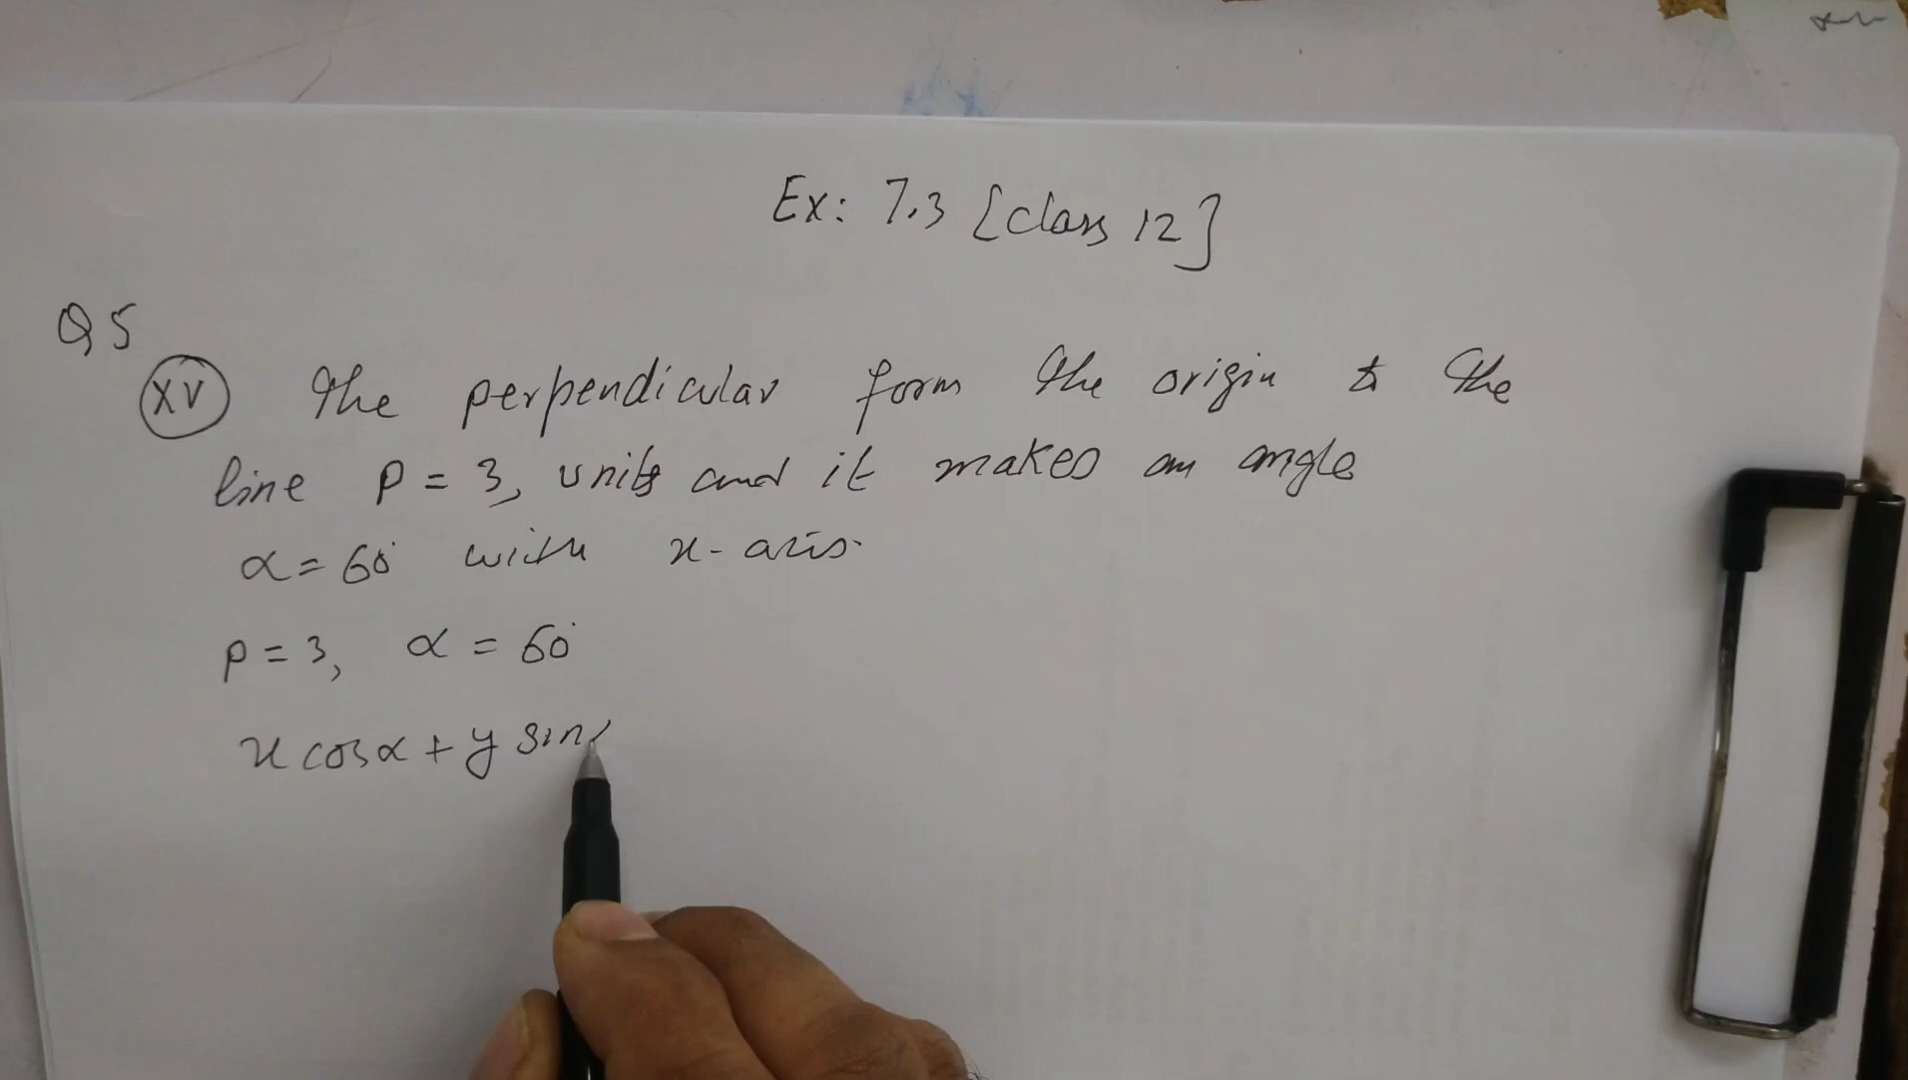 Ex: 7.3 [class 12]
Q5
XV The perpendicular form the origin to the
line P = 3, units and it makes an angle
α = 60° with x-axis.
P = 3, α = 60°
x cosα + y sin